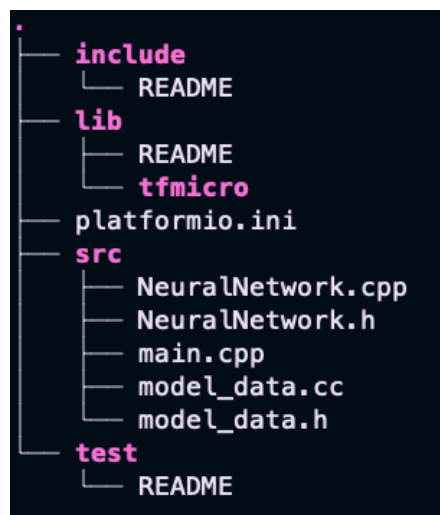 .
├── include
│   └── README
├── lib
│   ├── README
│   └── tfmicro
├── platformio.ini
├── src
│   ├── NeuralNetwork.cpp
│   ├── NeuralNetwork.h
│   ├── main.cpp
│   ├── model_data.cc
│   └── model_data.h
└── test
    └── README